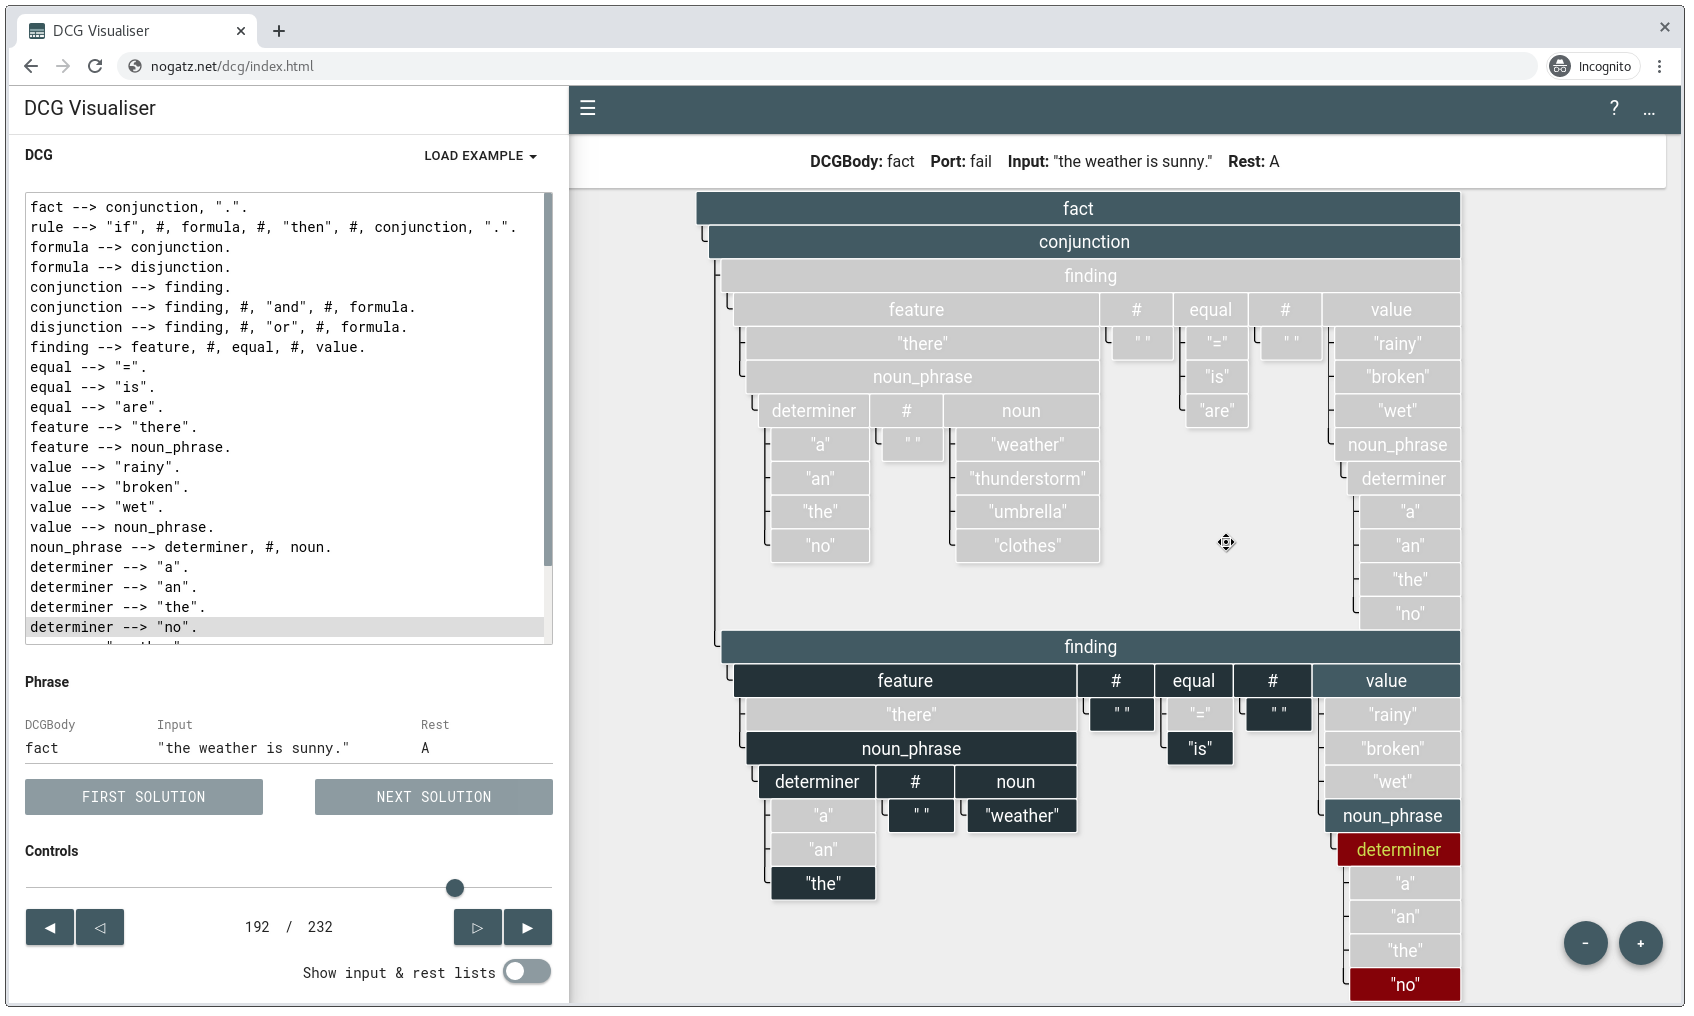 DCG Visualiser
nogatz.net/dcg/index.html
Incognito
DCG Visualiser
? ...
DCG
LOAD EXAMPLE
fact --> conjunction, ".".
rule --> "if", #, formula, #, "then", #, conjunction, ".".
formula --> conjunction.
formula --> disjunction.
conjunction --> finding.
conjunction --> finding, #, "and", #, formula.
disjunction --> finding, #, "or", #, formula.
finding --> feature, #, equal, #, value.
equal --> "=".
equal --> "is".
equal --> "are".
feature --> "there".
feature --> noun_phrase.
value --> "rainy".
value --> "broken".
value --> "wet".
value --> noun_phrase.
noun_phrase --> determiner, #, noun.
determiner --> "a".
determiner --> "an".
determiner --> "the".
determiner --> "no".
Phrase
DCGBody Input Rest
fact "the weather is sunny." A
FIRST SOLUTION NEXT SOLUTION
Controls
192 / 232
Show input & rest lists
DCGBody: fact Port: fail Input: "the weather is sunny." Rest: A
fact
conjunction
finding
feature # equal # value
"there" " " "=" " " "rainy"
noun_phrase "is" "broken"
determiner # noun "are" "wet"
"a" " " "weather" noun_phrase
"an" "thunderstorm" determiner
"the" "umbrella" "a"
"no" "clothes" "an"
"the"
"no"
finding
feature # equal # value
"there" " " "=" " " "rainy"
noun_phrase "is" "broken"
determiner # noun "wet"
"a" " " "weather" noun_phrase
"an" determiner
"the" "a"
"an"
"the"
"no"
- +